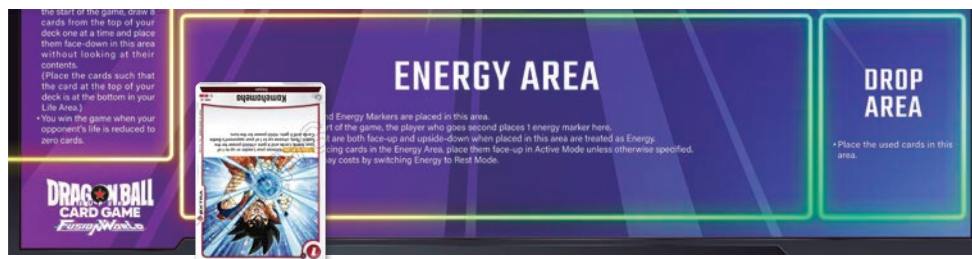 the start of the game, draw 8
cards from the top of your
deck one at a time and place
them face-down in this area
without looking at their
contents.
(Place the cards such that
the card at the top of your
deck is at the bottom in your
Life Area.)
• You win the game when your
opponent's life is reduced to
zero cards.
DRAGON BALL
SUPER
CARD GAME
FUSION WORLD
ENERGY AREA
nd Energy Markers are placed in this area.
rt of the game, the player who goes second places 1 energy marker here.
at are both face-up and upside-down when placed in this area are treated as Energy.
cing cards in the Energy Area, place them face-up in Active Mode unless otherwise specified.
ay costs by switching Energy to Rest Mode.
Kamehameha
EXTRA
1
DROP
AREA
• Place the used cards in this
area.